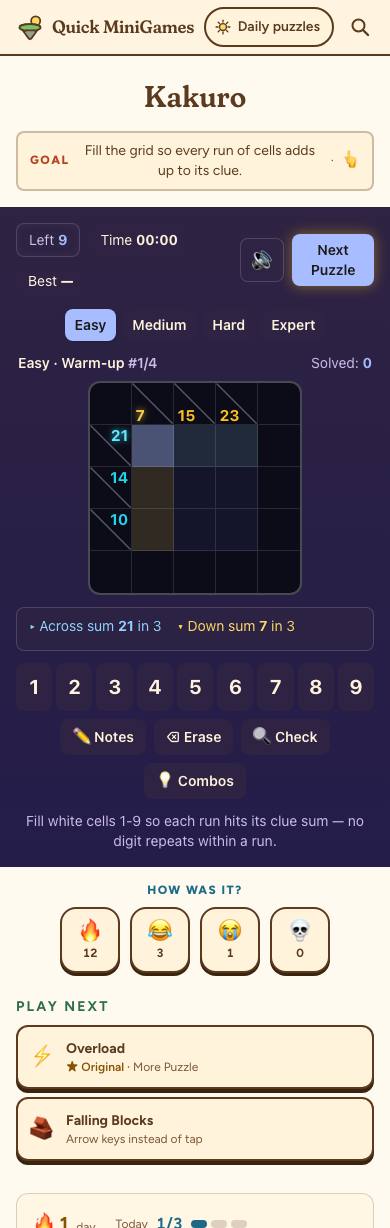 Quick MiniGames Daily puzzles
Kakuro
GOAL Fill the grid so every run of cells adds
up to its clue. ·
Left 9 Time 00:00
Best —
Next
Puzzle
Easy Medium Hard Expert
Easy · Warm-up #1/4 Solved: 0
7 15 23
21
14
10
▸ Across sum 21 in 3 ▾ Down sum 7 in 3
1 2 3 4 5 6 7 8 9
Notes Erase Check
Combos
Fill white cells 1-9 so each run hits its clue sum — no
digit repeats within a run.
HOW WAS IT?
12 3 1 0
PLAY NEXT
Overload
★ Original · More Puzzle
Falling Blocks
Arrow keys instead of tap
1 day Today 1/3